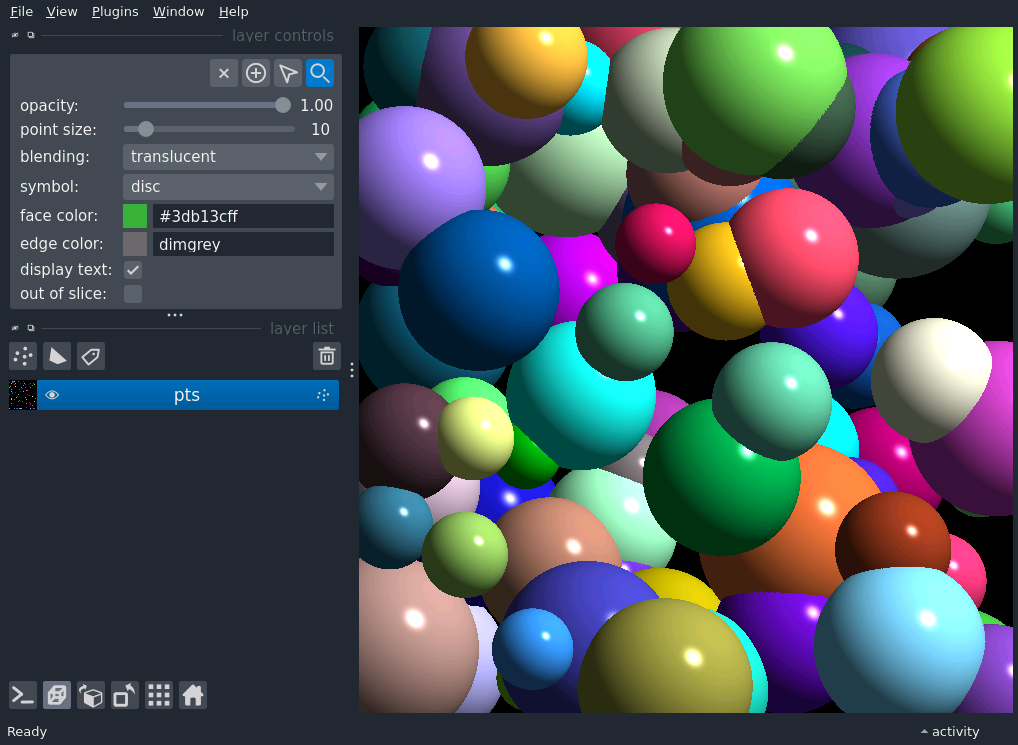 File View Plugins Window Help
layer controls
opacity: 1.00
point size: 10
blending: translucent
symbol: disc
face color: #3db13cff
edge color: dimgrey
display text:
out of slice:
layer list
pts
Ready activity